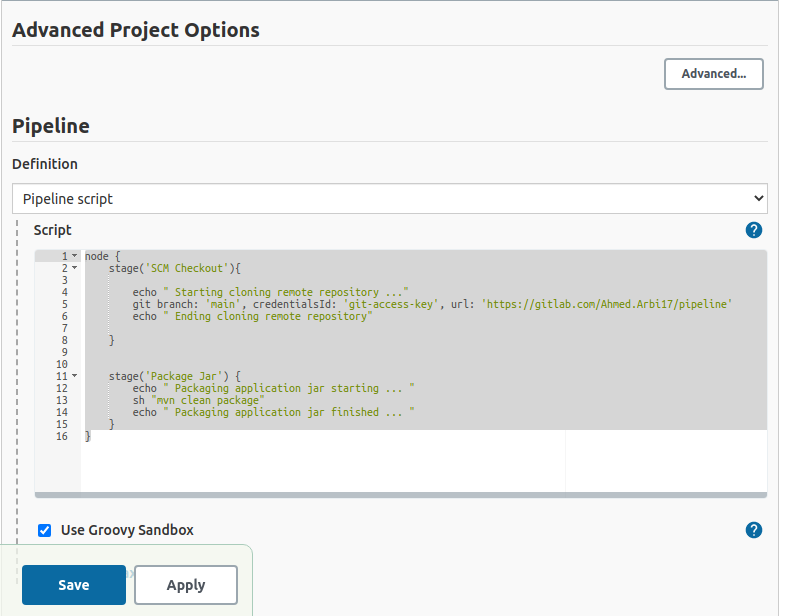 Advanced Project Options
Advanced...
Pipeline
Definition
Pipeline script
Script
?
1 node {
2 stage('SCM Checkout'){
3
4 echo " Starting cloning remote repository ..."
5 git branch: 'main', credentialsId: 'git-access-key', url: 'https://gitlab.com/Ahmed.Arbi17/pipeline'
6 echo " Ending cloning remote repository"
7
8 }
9
10
11 stage('Package Jar') {
12 echo " Packaging application jar starting ... "
13 sh "mvn clean package"
14 echo " Packaging application jar finished ... "
15 }
16 }
Use Groovy Sandbox
?
Save
Apply